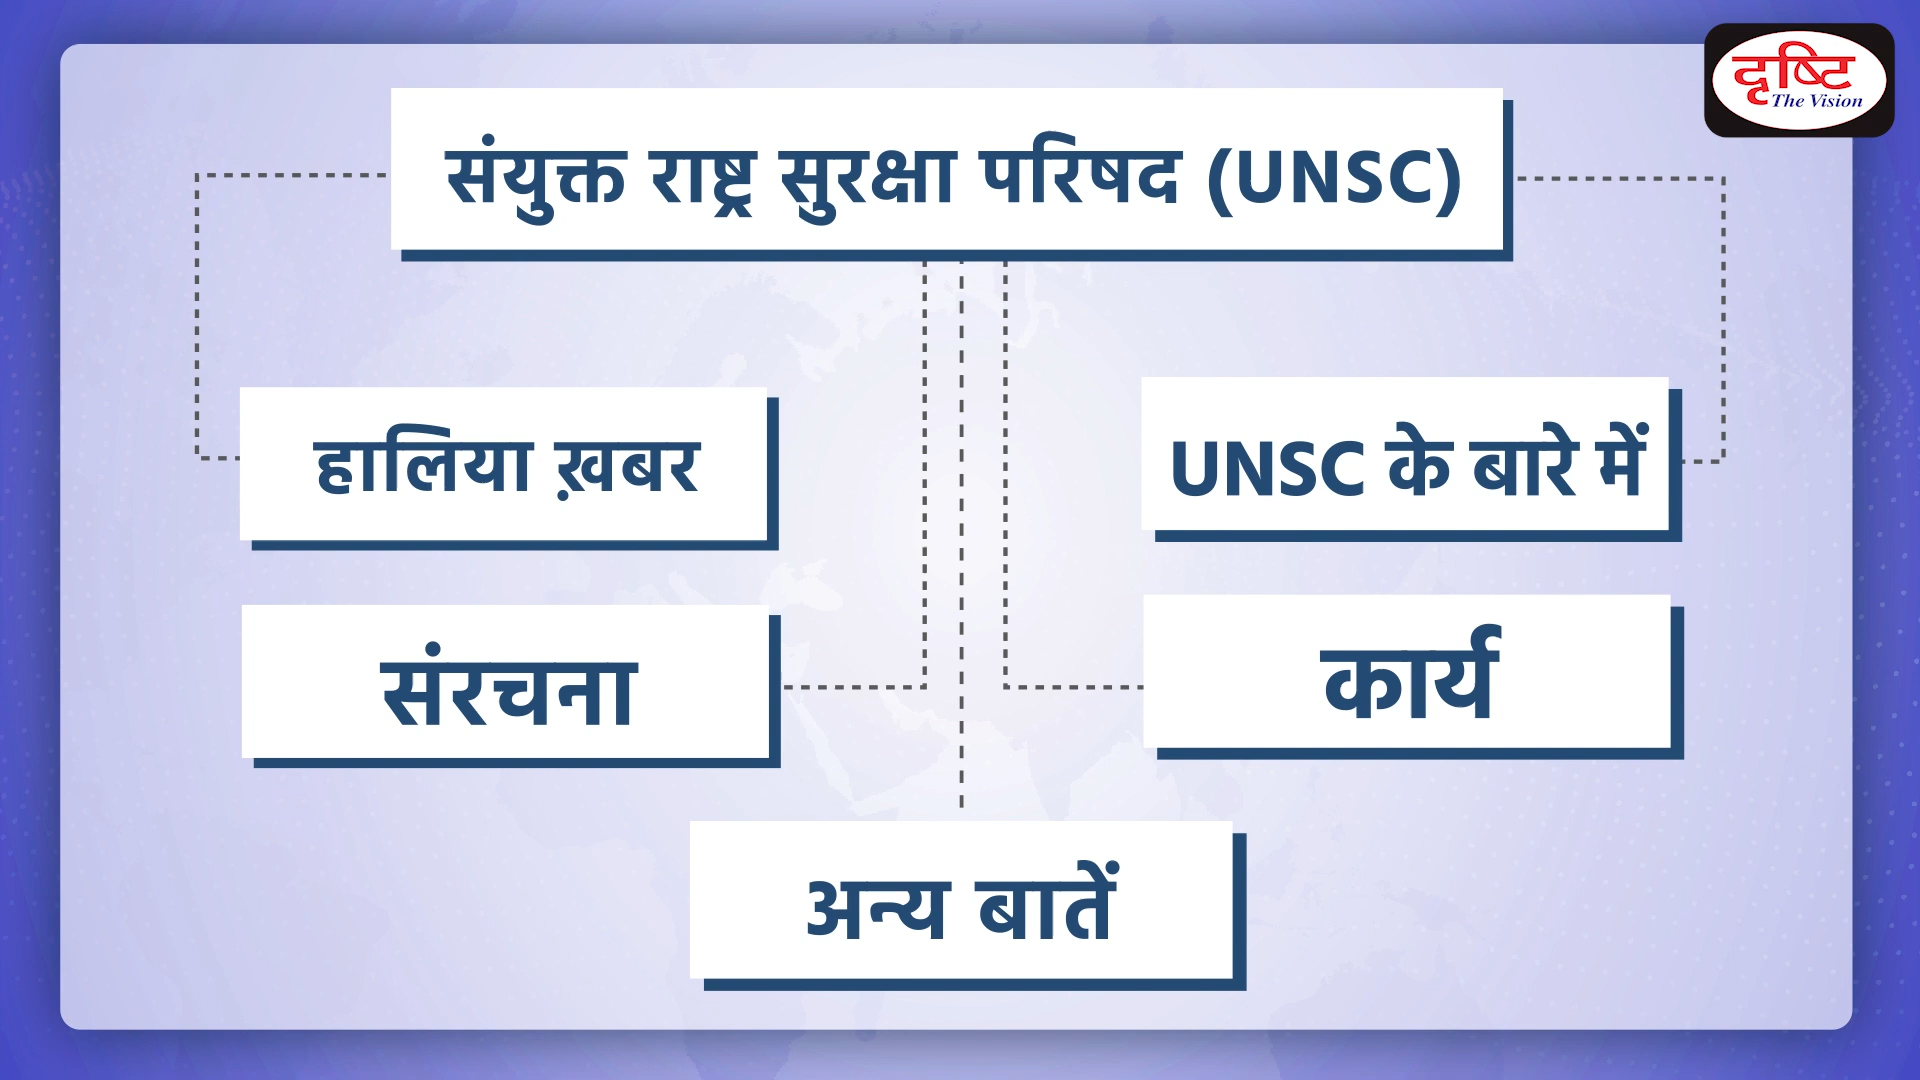 दृष्टि
The Vision
संयुक्त राष्ट्र सुरक्षा परिषद (UNSC)
हालिया ख़बर
UNSC के बारे में
संरचना
कार्य
अन्य बातें